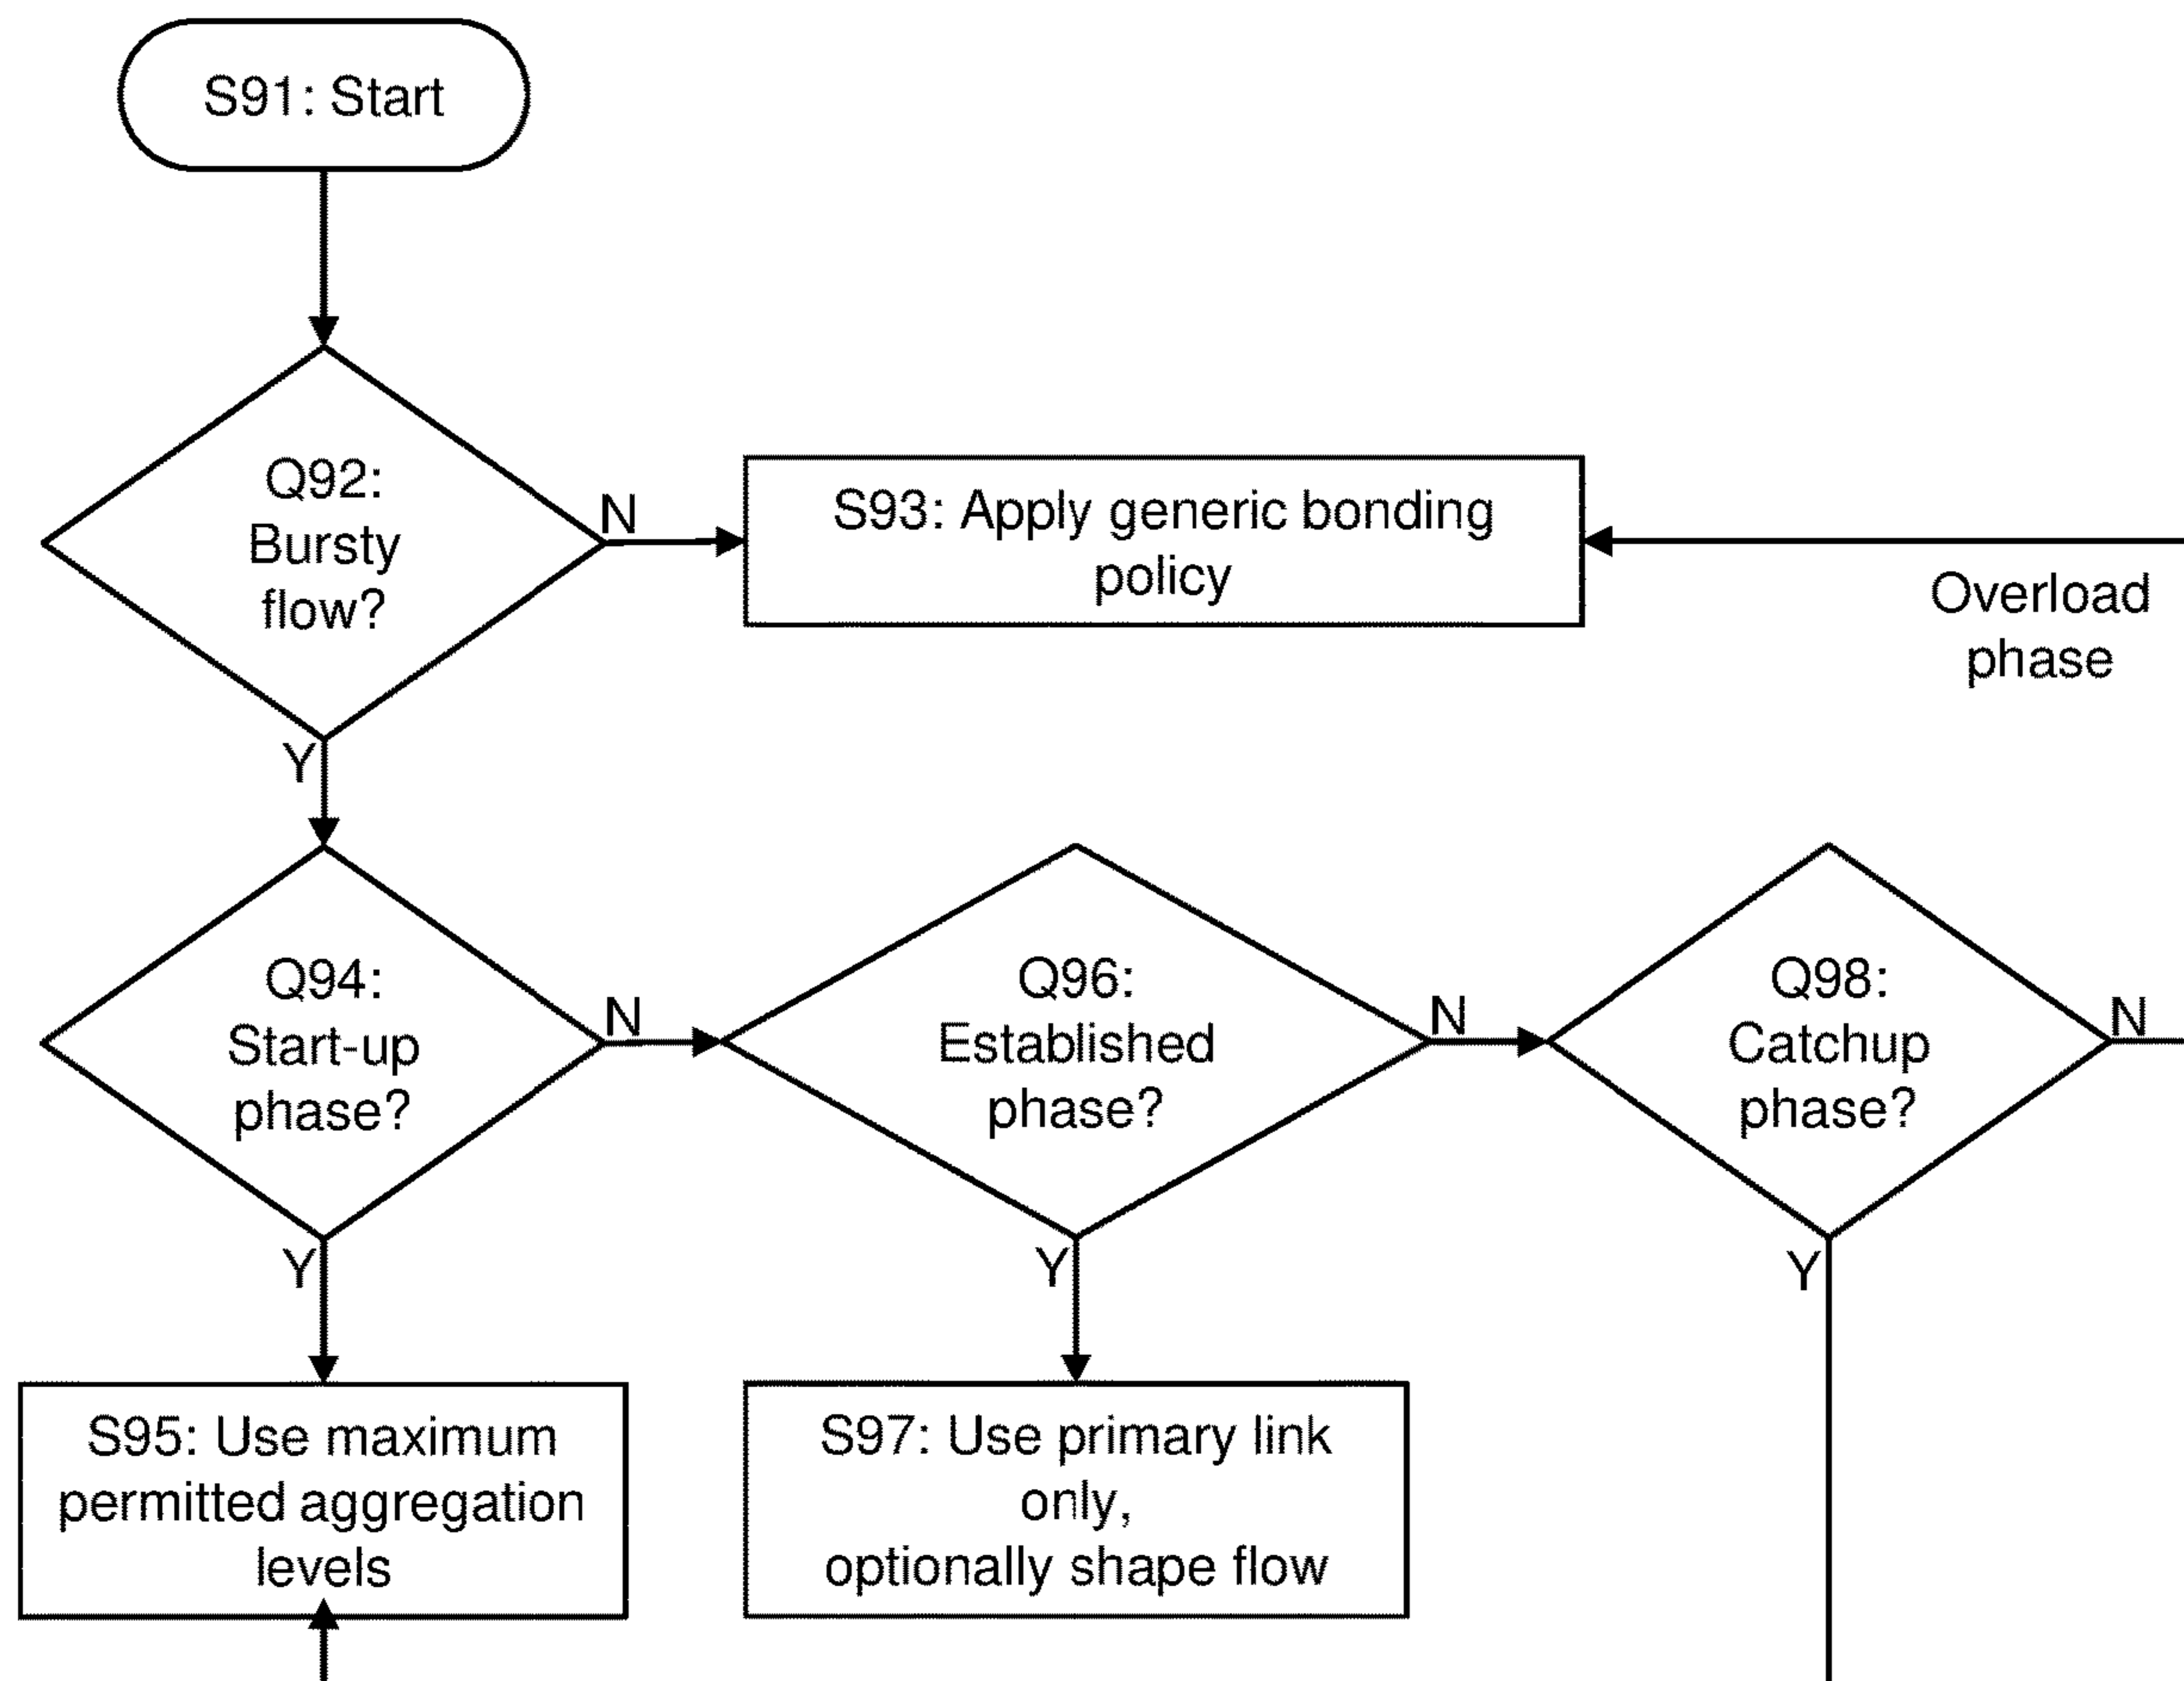 S91: Start
Q92:
Bursty
flow?
N
S93: Apply generic bonding
policy
Overload
phase
Y
Q94:
Start-up
phase?
N
Q96:
Established
phase?
N
Q98:
Catchup
phase?
N
Y
Y
Y
S95: Use maximum
permitted aggregation
levels
S97: Use primary link
only,
optionally shape flow